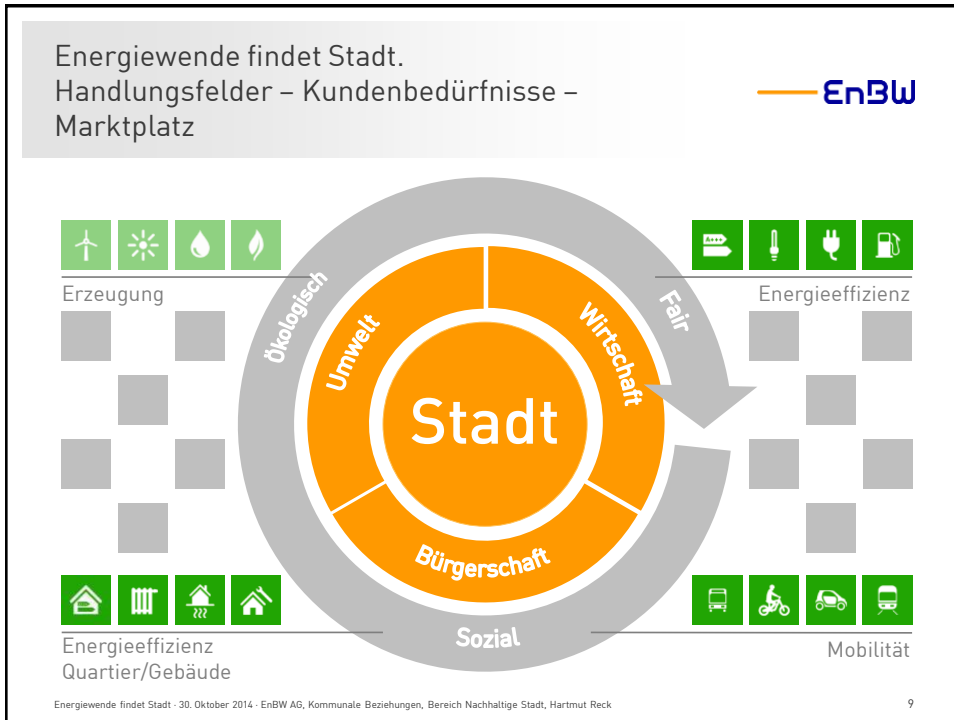 Energiewende findet Stadt.
Handlungsfelder – Kundenbedürfnisse –
Marktplatz
EnBW
Erzeugung
A+++
Energieeffizienz
Ökologisch
Fair
Umwelt
Wirtschaft
Stadt
Bürgerschaft
Sozial
Energieeffizienz
Quartier/Gebäude
Mobilität
Energiewende findet Stadt · 30. Oktober 2014 · EnBW AG, Kommunale Beziehungen, Bereich Nachhaltige Stadt, Hartmut Reck
9